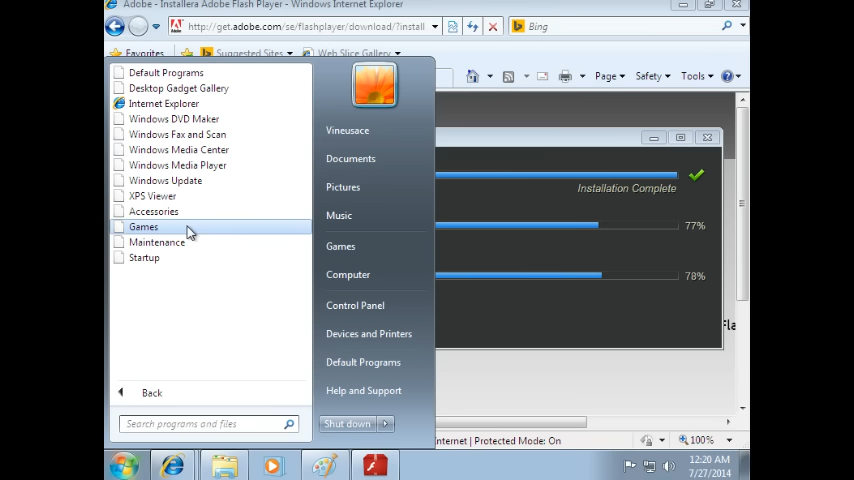 Adobe - Installera Adobe Flash Player - Windows Internet Explorer
http://get.adobe.com/se/flashplayer/download/?install
Bing
Favorites
Suggested Sites
Web Slice Gallery
Page
Safety
Tools
Default Programs
Desktop Gadget Gallery
Internet Explorer
Windows DVD Maker
Windows Fax and Scan
Windows Media Center
Windows Media Player
Windows Update
XPS Viewer
Accessories
Games
Maintenance
Startup
Back
Search programs and files
Vineusace
Documents
Pictures
Music
Games
Computer
Control Panel
Devices and Printers
Default Programs
Help and Support
Shut down
Installation Complete
77%
78%
Fla
nternet | Protected Mode: On
100%
12:20 AM
7/27/2014